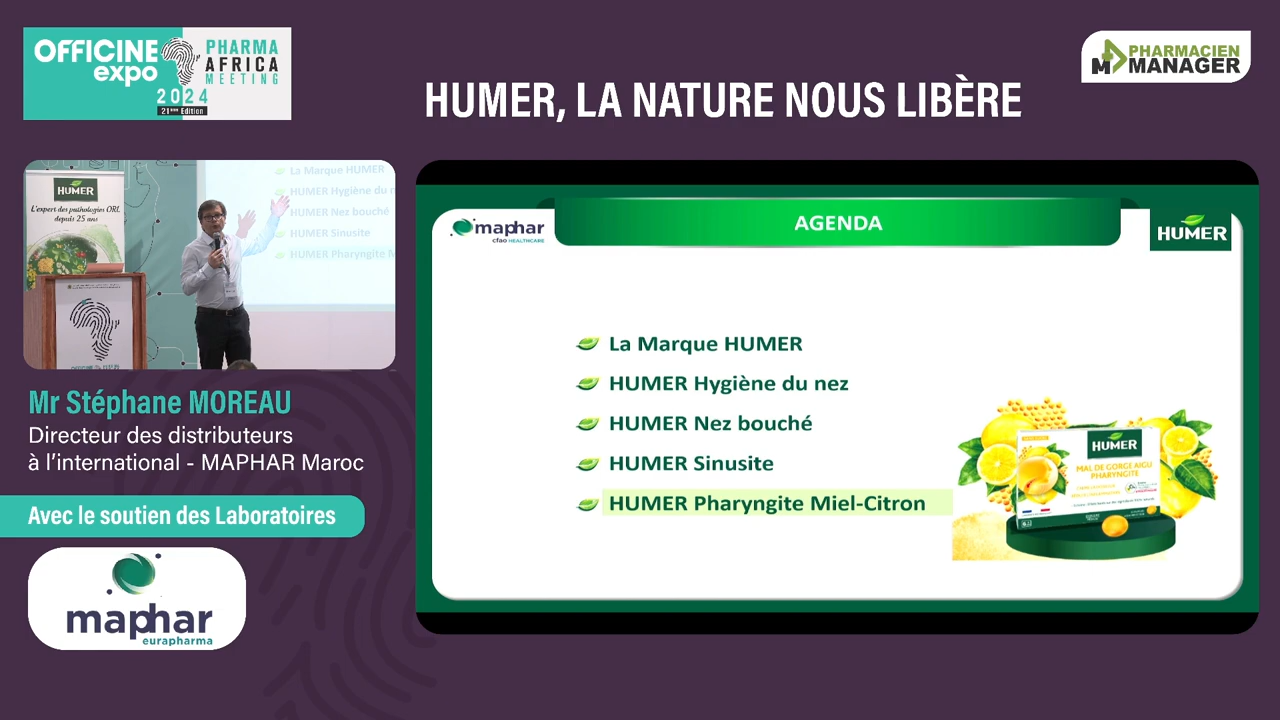 OFFICINE
expo
PHARMA
AFRICA
MEETING
2024
21ème Edition
PHARMACIEN
MANAGER
HUMER, LA NATURE NOUS LIBÈRE
HUMER
L'expert des pathologies ORL
depuis 25 ans
La Marque HUMER
HUMER Hygiène du n
HUMER Nez bouché
HUMER Sinusite
HUMER Pharyngite M
Mr Stéphane MOREAU
Directeur des distributeurs
à l'international - MAPHAR Maroc
Avec le soutien des Laboratoires
maphar
eurapharma
maphar
cfao HEALTHCARE
AGENDA
HUMER
La Marque HUMER
HUMER Hygiène du nez
HUMER Nez bouché
HUMER Sinusite
HUMER Pharyngite Miel-Citron
HUMER
MAL DE GORGE AIGU
PHARYNGITE